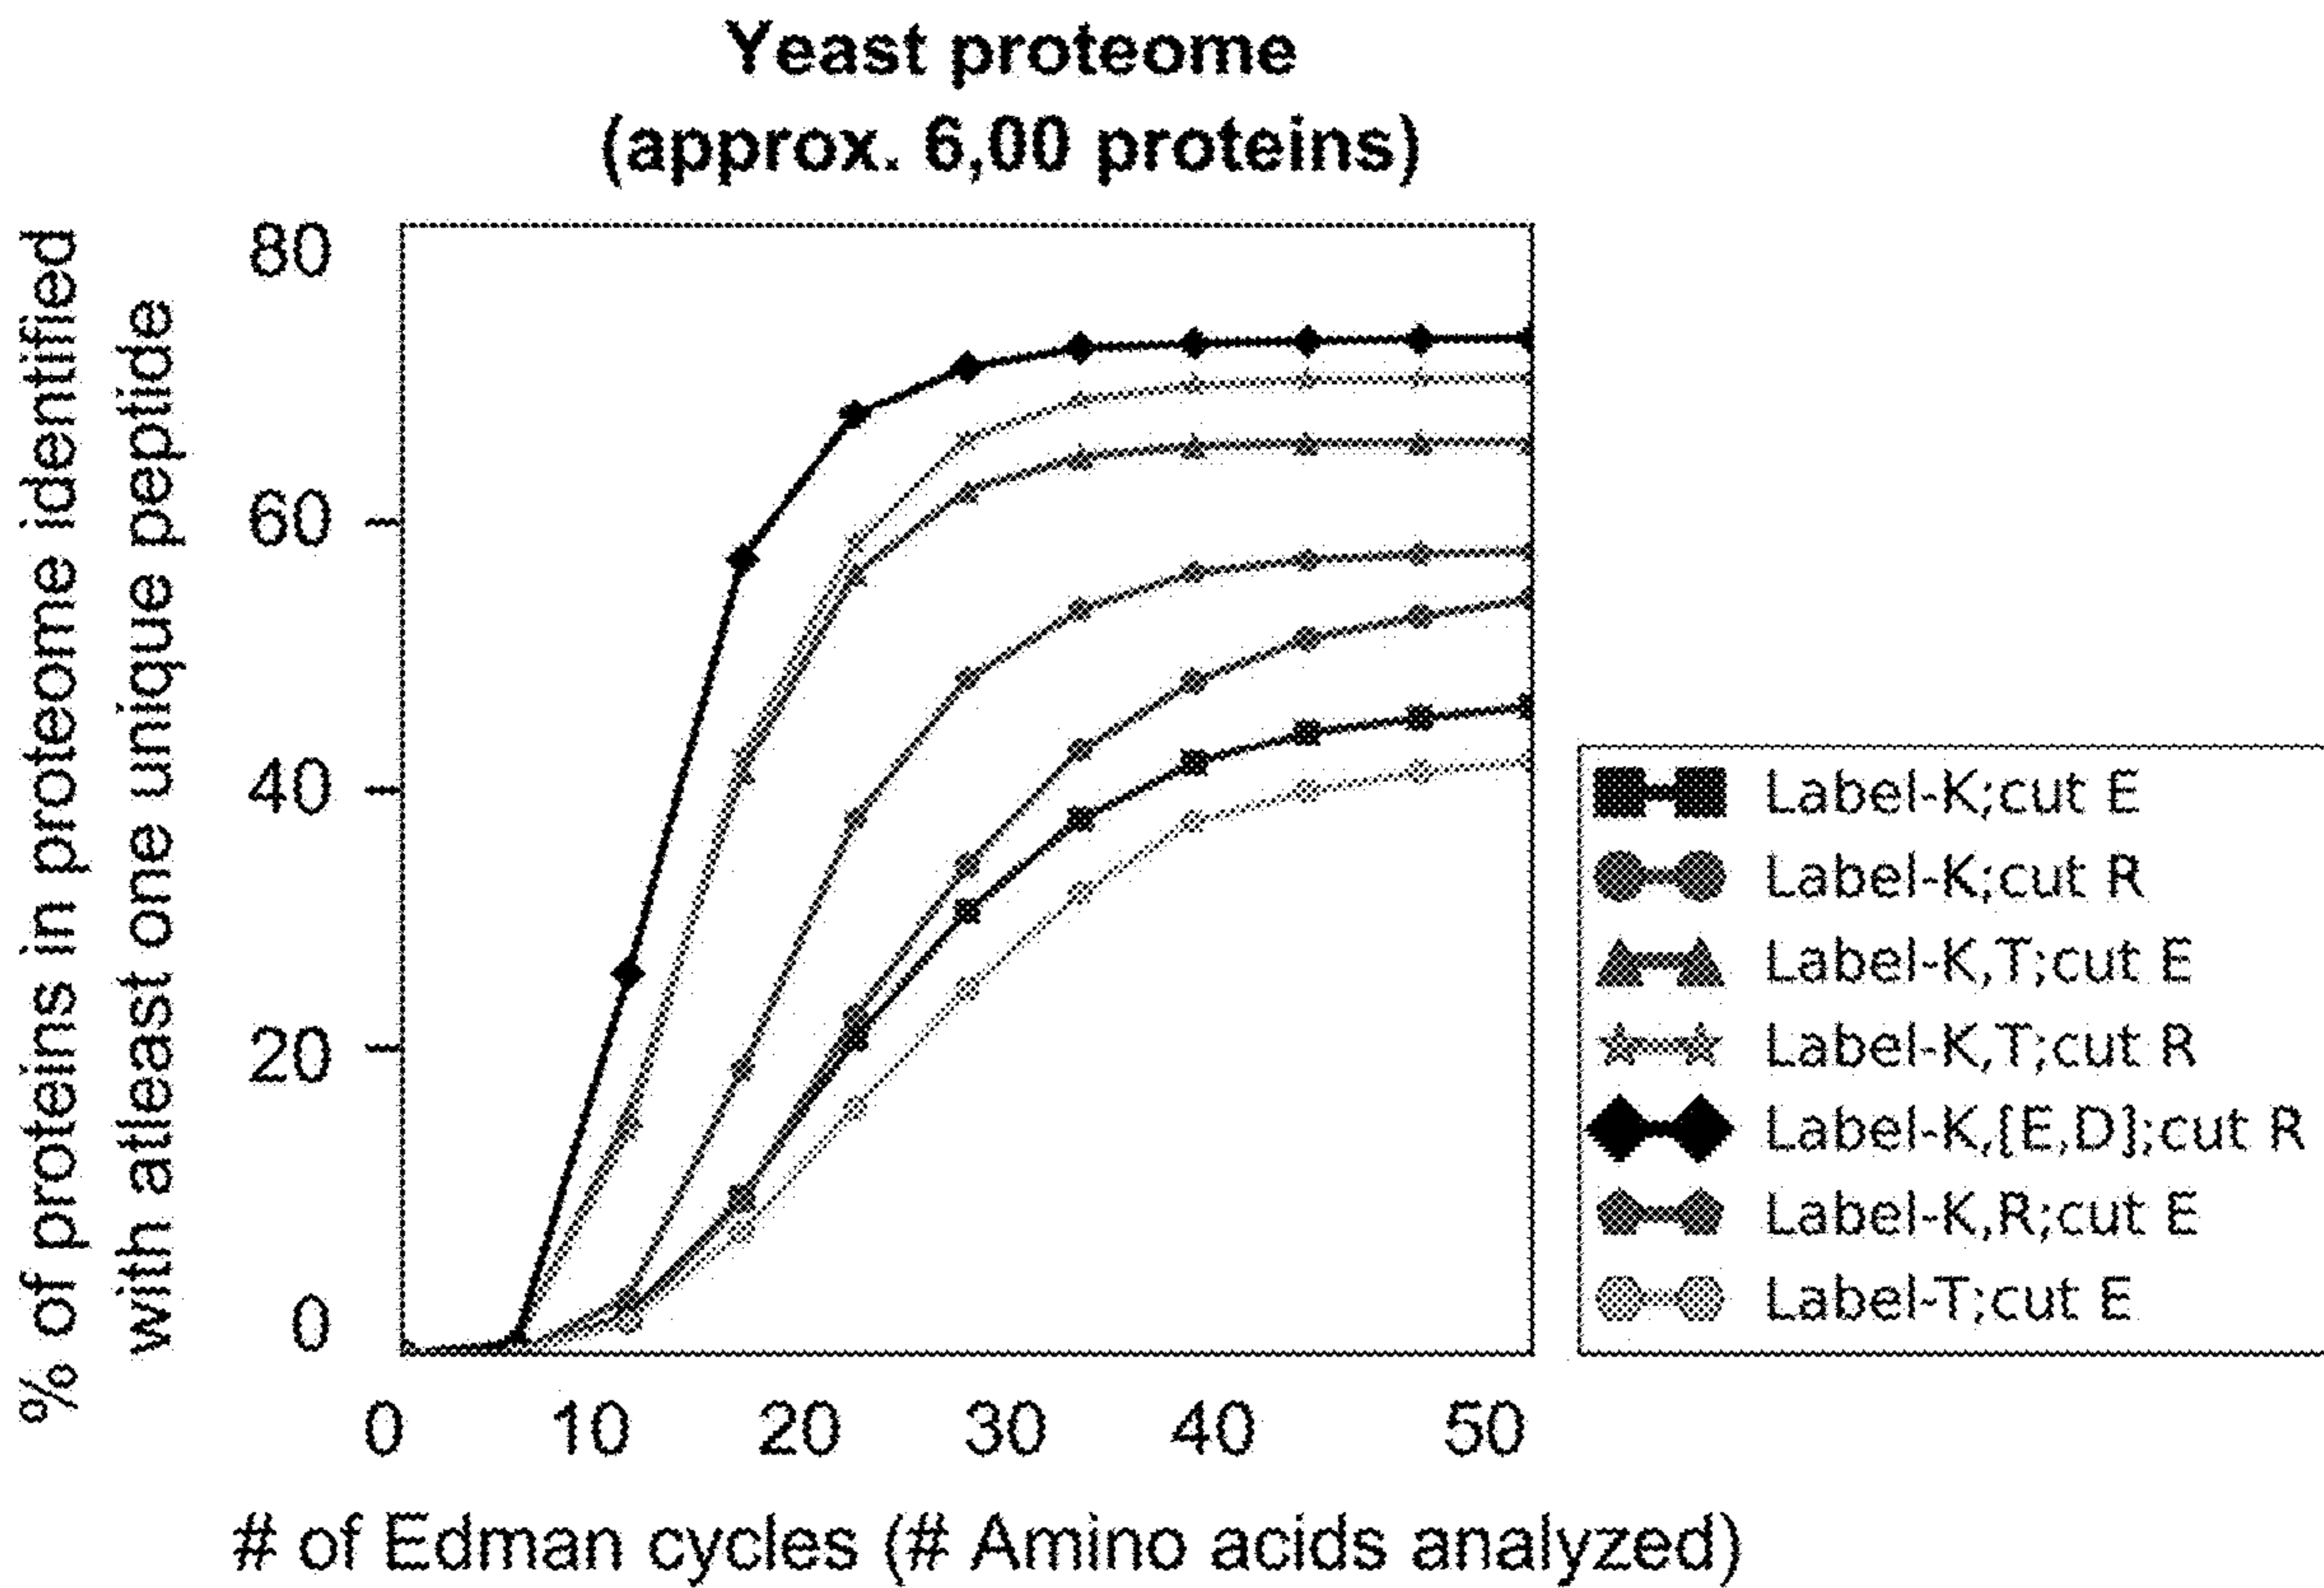 Yeast proteome
(approx. 6,00 proteins)
% of proteins in proteome identified
with atleast one unique peptide
80
60
40
20
0
0 10 20 30 40 50
# of Edman cycles (# Amino acids analyzed)
Label-K;cut E
Label-K;cut R
Label-K,T;cut E
Label-K,T;cut R
Label-K,[E,D];cut R
Label-K,R;cut E
Label-T;cut E